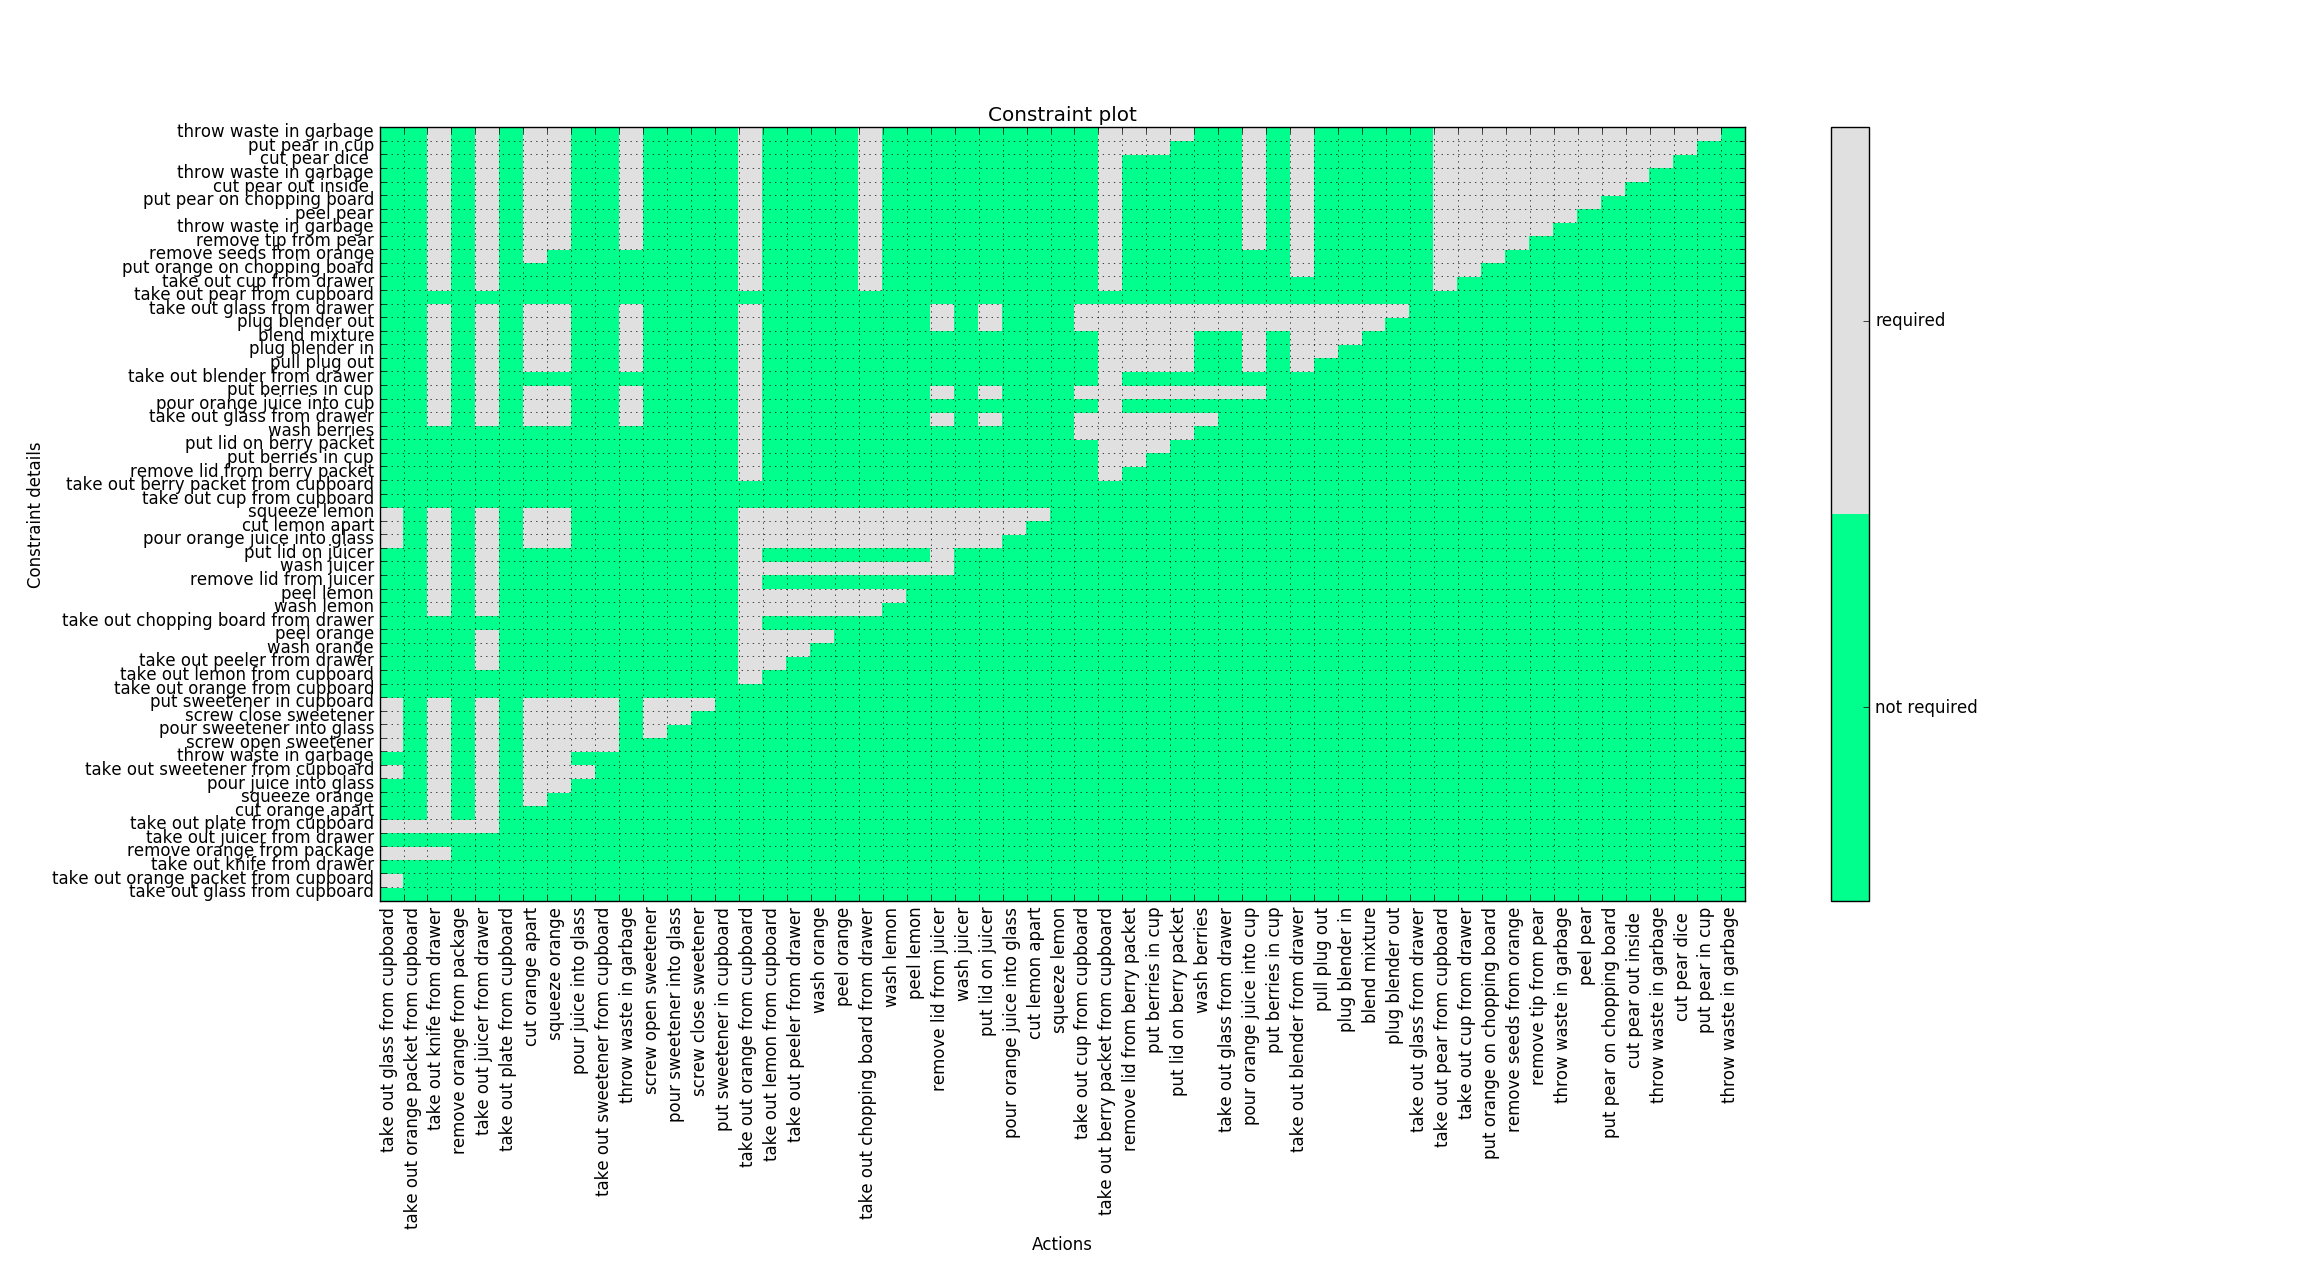 Constraint plot
throw waste in garbage
put pear in cup
cut pear dice
throw waste in garbage
cut pear out inside
put pear on chopping board
peel pear
throw waste in garbage
remove tip from pear
remove seeds from orange
put orange on chopping board
take out cup from drawer
take out pear from cupboard
take out glass from drawer
plug blender out
blend mixture
plug blender in
pull plug out
take out blender from drawer
put berries in cup
pour orange juice into cup
take out glass from drawer
wash berries
put lid on berry packet
put berries in cup
remove lid from berry packet
take out berry packet from cupboard
take out cup from cupboard
squeeze lemon
cut lemon apart
pour orange juice into glass
put lid on juicer
wash juicer
remove lid from juicer
peel lemon
wash lemon
take out chopping board from drawer
peel orange
wash orange
take out peeler from drawer
take out lemon from cupboard
take out orange from cupboard
put sweetener in cupboard
screw close sweetener
pour sweetener into glass
screw open sweetener
throw waste in garbage
take out sweetener from cupboard
pour juice into glass
squeeze orange
cut orange apart
take out plate from cupboard
take out juicer from drawer
remove orange from package
take out knife from drawer
take out orange packet from cupboard
take out glass from cupboard
Constraint details
required
not required
take out glass from cupboard
take out orange packet from cupboard
take out knife from drawer
remove orange from package
take out juicer from drawer
take out plate from cupboard
cut orange apart
squeeze orange
pour juice into glass
take out sweetener from cupboard
throw waste in garbage
screw open sweetener
pour sweetener into glass
screw close sweetener
put sweetener in cupboard
take out orange from cupboard
take out lemon from cupboard
take out peeler from drawer
wash orange
peel orange
take out chopping board from drawer
wash lemon
peel lemon
remove lid from juicer
wash juicer
put lid on juicer
pour orange juice into glass
cut lemon apart
squeeze lemon
take out cup from cupboard
take out berry packet from cupboard
remove lid from berry packet
put berries in cup
put lid on berry packet
wash berries
take out glass from drawer
pour orange juice into cup
put berries in cup
take out blender from drawer
pull plug out
plug blender in
blend mixture
plug blender out
take out glass from drawer
take out pear from cupboard
take out cup from drawer
put orange on chopping board
remove seeds from orange
remove tip from pear
throw waste in garbage
peel pear
put pear on chopping board
cut pear out inside
throw waste in garbage
cut pear dice
put pear in cup
throw waste in garbage
Actions